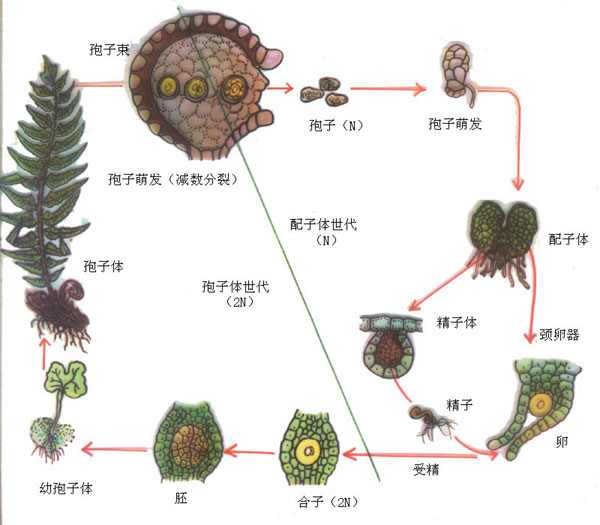 孢子束
孢子（N）
孢子萌发
孢子萌发（减数分裂）
配子体世代
（N）
配子体
孢子体
孢子体世代
（2N）
精子体
颈卵器
精子
卵
受精
幼孢子体
胚
合子（2N）